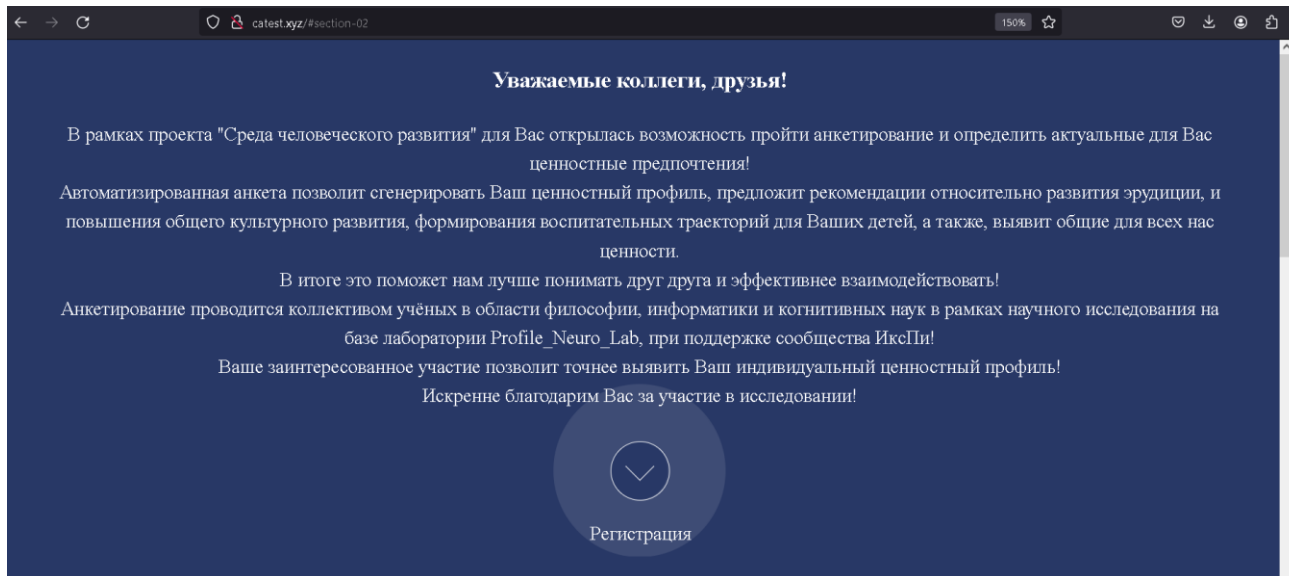 catest.xyz/#section-02
150%
Уважаемые коллеги, друзья!
В рамках проекта "Среда человеческого развития" для Вас открылась возможность пройти анкетирование и определить актуальные для Вас
ценностные предпочтения!
Автоматизированная анкета позволит сгенерировать Ваш ценностный профиль, предложит рекомендации относительно развития эрудиции, и
повышения общего культурного развития, формирования воспитательных траекторий для Ваших детей, а также, выявит общие для всех нас
ценности.
В итоге это поможет нам лучше понимать друг друга и эффективнее взаимодействовать!
Анкетирование проводится коллективом учёных в области философии, информатики и когнитивных наук в рамках научного исследования на
базе лаборатории Profile_Neuro_Lab, при поддержке сообщества ИксПи!
Ваше заинтересованное участие позволит точнее выявить Ваш индивидуальный ценностный профиль!
Искренне благодарим Вас за участие в исследовании!
Регистрация